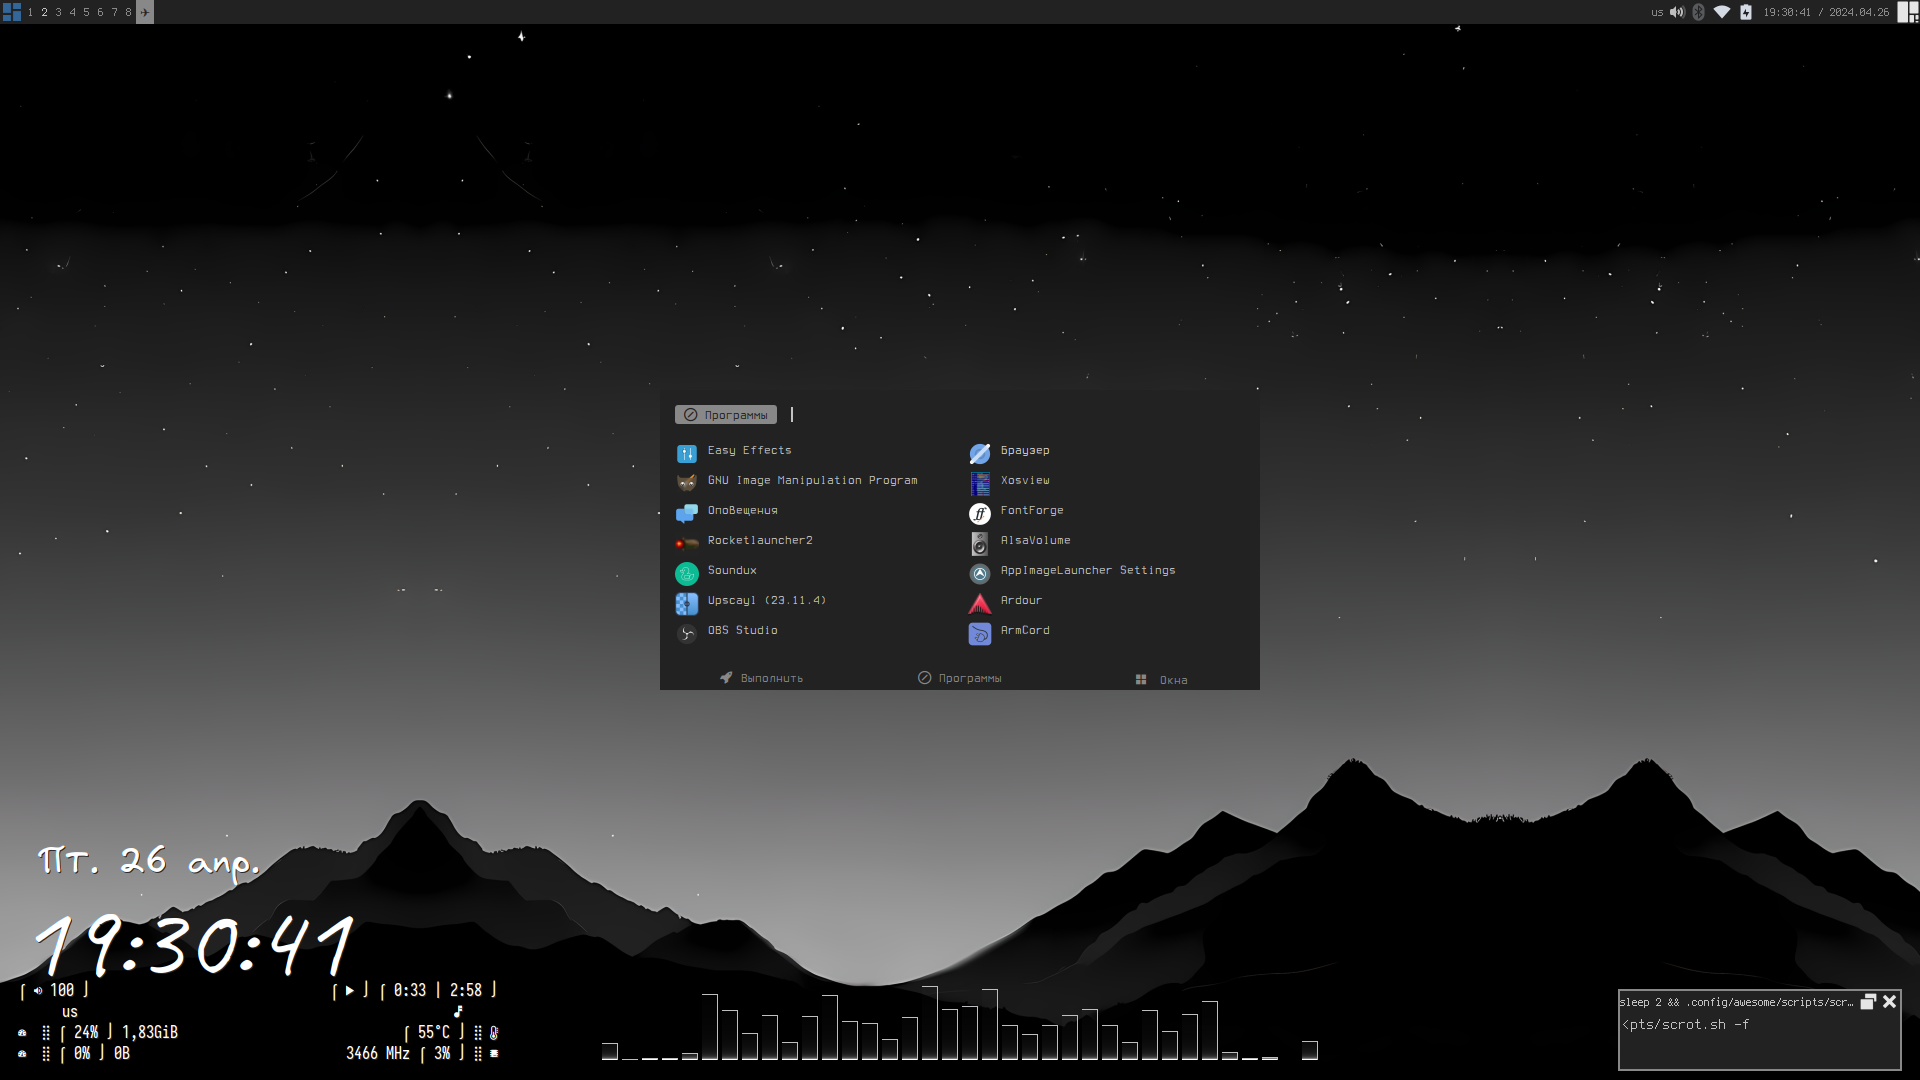 1 2 3 4 5 6 7 8
us 19:30:41 / 2024.04.26
Программы
Easy Effects
Браузер
GNU Image Manipulation Program
Xosview
Оповещения
FontForge
Rocketlauncher2
AlsaVolume
Soundux
AppImageLauncher Settings
Upscayl (23.11.4)
Ardour
OBS Studio
ArmCord
Выполнить
Программы
Окна
Пт. 26 апр.
19:30:41
⌠ 100 ⌡
⌠ ▶ ⌡ ⌠ 0:33 | 2:58 ⌡
us
⌠ 24% ⌡ 1,83GiB
⌠ 55°C ⌡
⌠ 0% ⌡ 0B
3466 MHz ⌠ 3% ⌡
sleep 2 && .config/awesome/scripts/scr…
<pts/scrot.sh -f